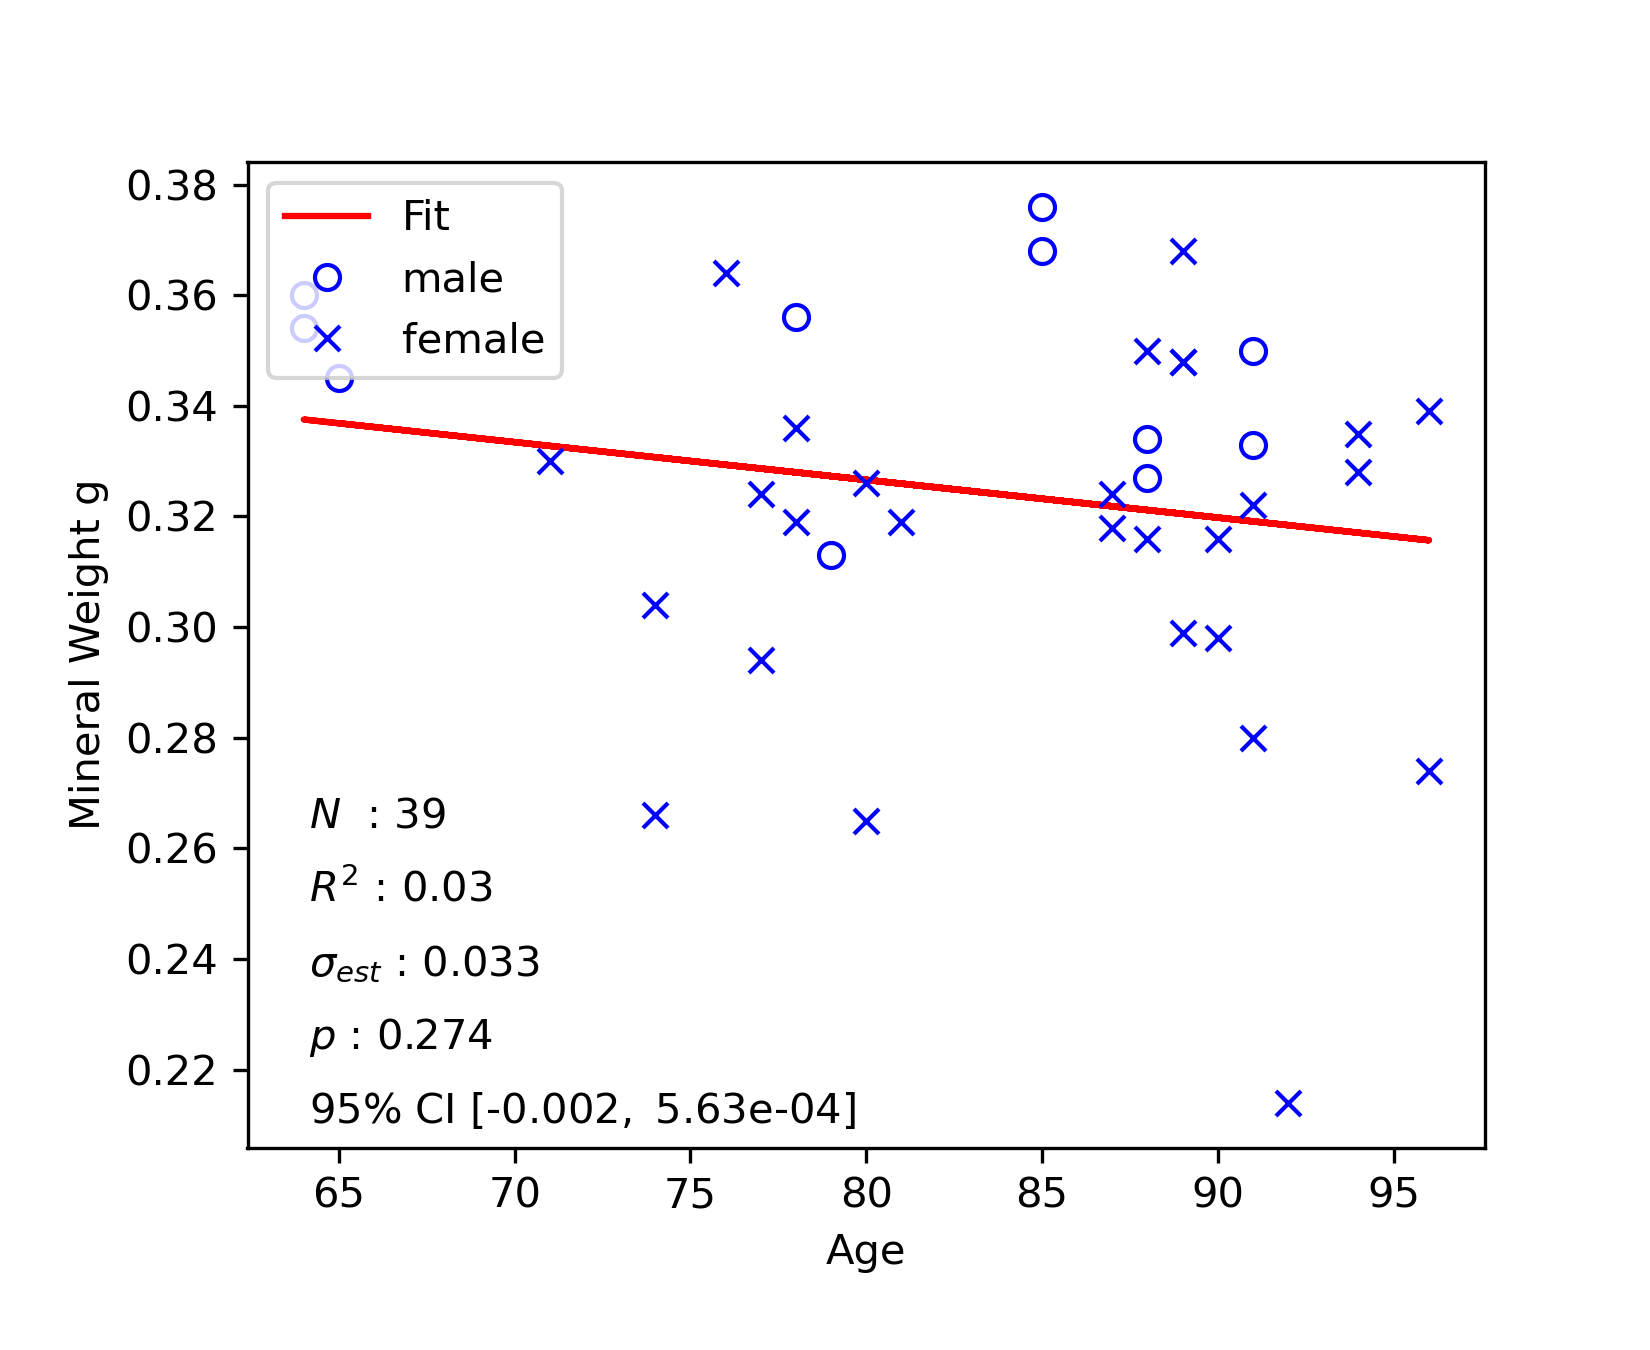 0.38
0.36
0.34
0.32
0.30
0.28
0.26
0.24
0.22
Mineral Weight g
Fit
male
female
N : 39
R² : 0.03
σ_est : 0.033
p : 0.274
95% CI [-0.002, 5.63e-04]
65 70 75 80 85 90 95
Age